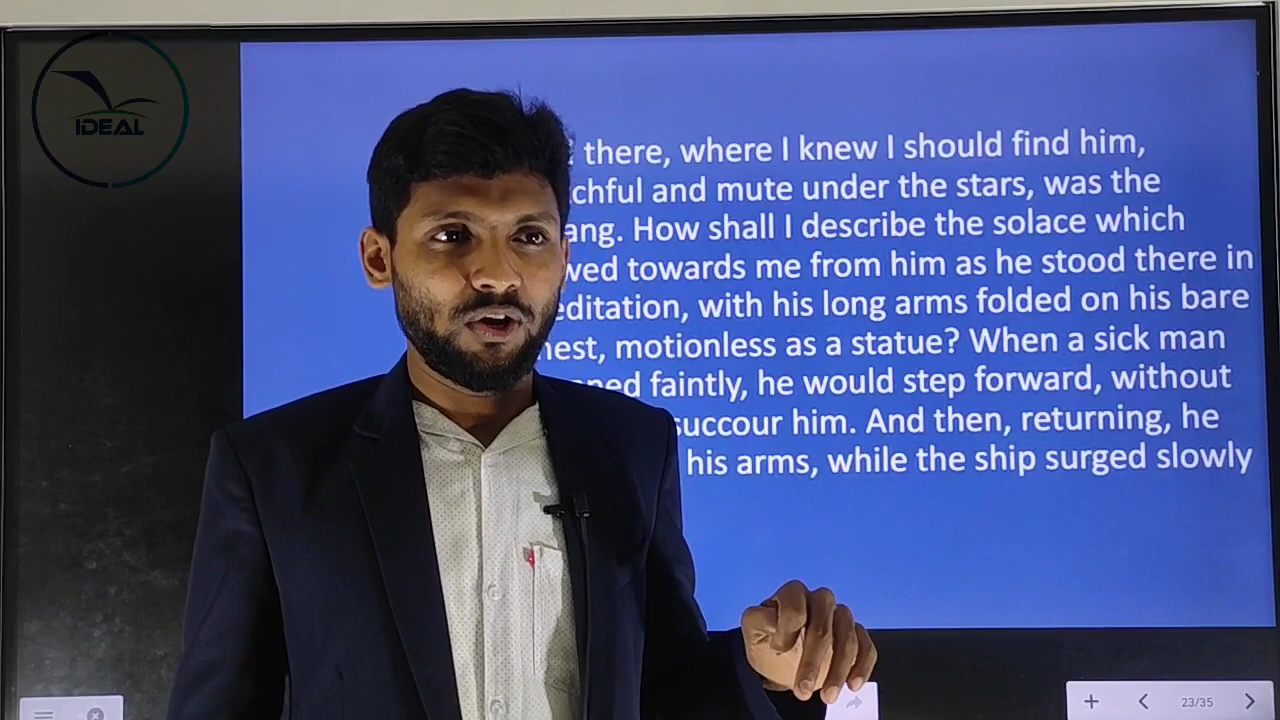 IDEAL
there, where I knew I should find him,
chful and mute under the stars, was the
ang. How shall I describe the solace which
wed towards me from him as he stood there in
editation, with his long arms folded on his bare
hest, motionless as a statue? When a sick man
ned faintly, he would step forward, without
succour him. And then, returning, he
his arms, while the ship surged slowly
23/35